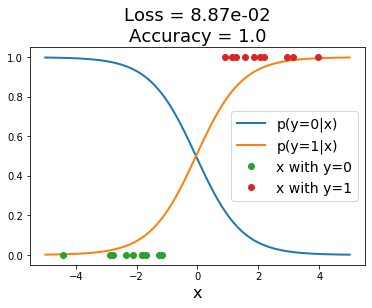 Loss = 8.87e-02
Accuracy = 1.0
1.0
0.8
0.6
0.4
0.2
0.0
p(y=0|x)
p(y=1|x)
x with y=0
x with y=1
−4 −2 0 2 4
x